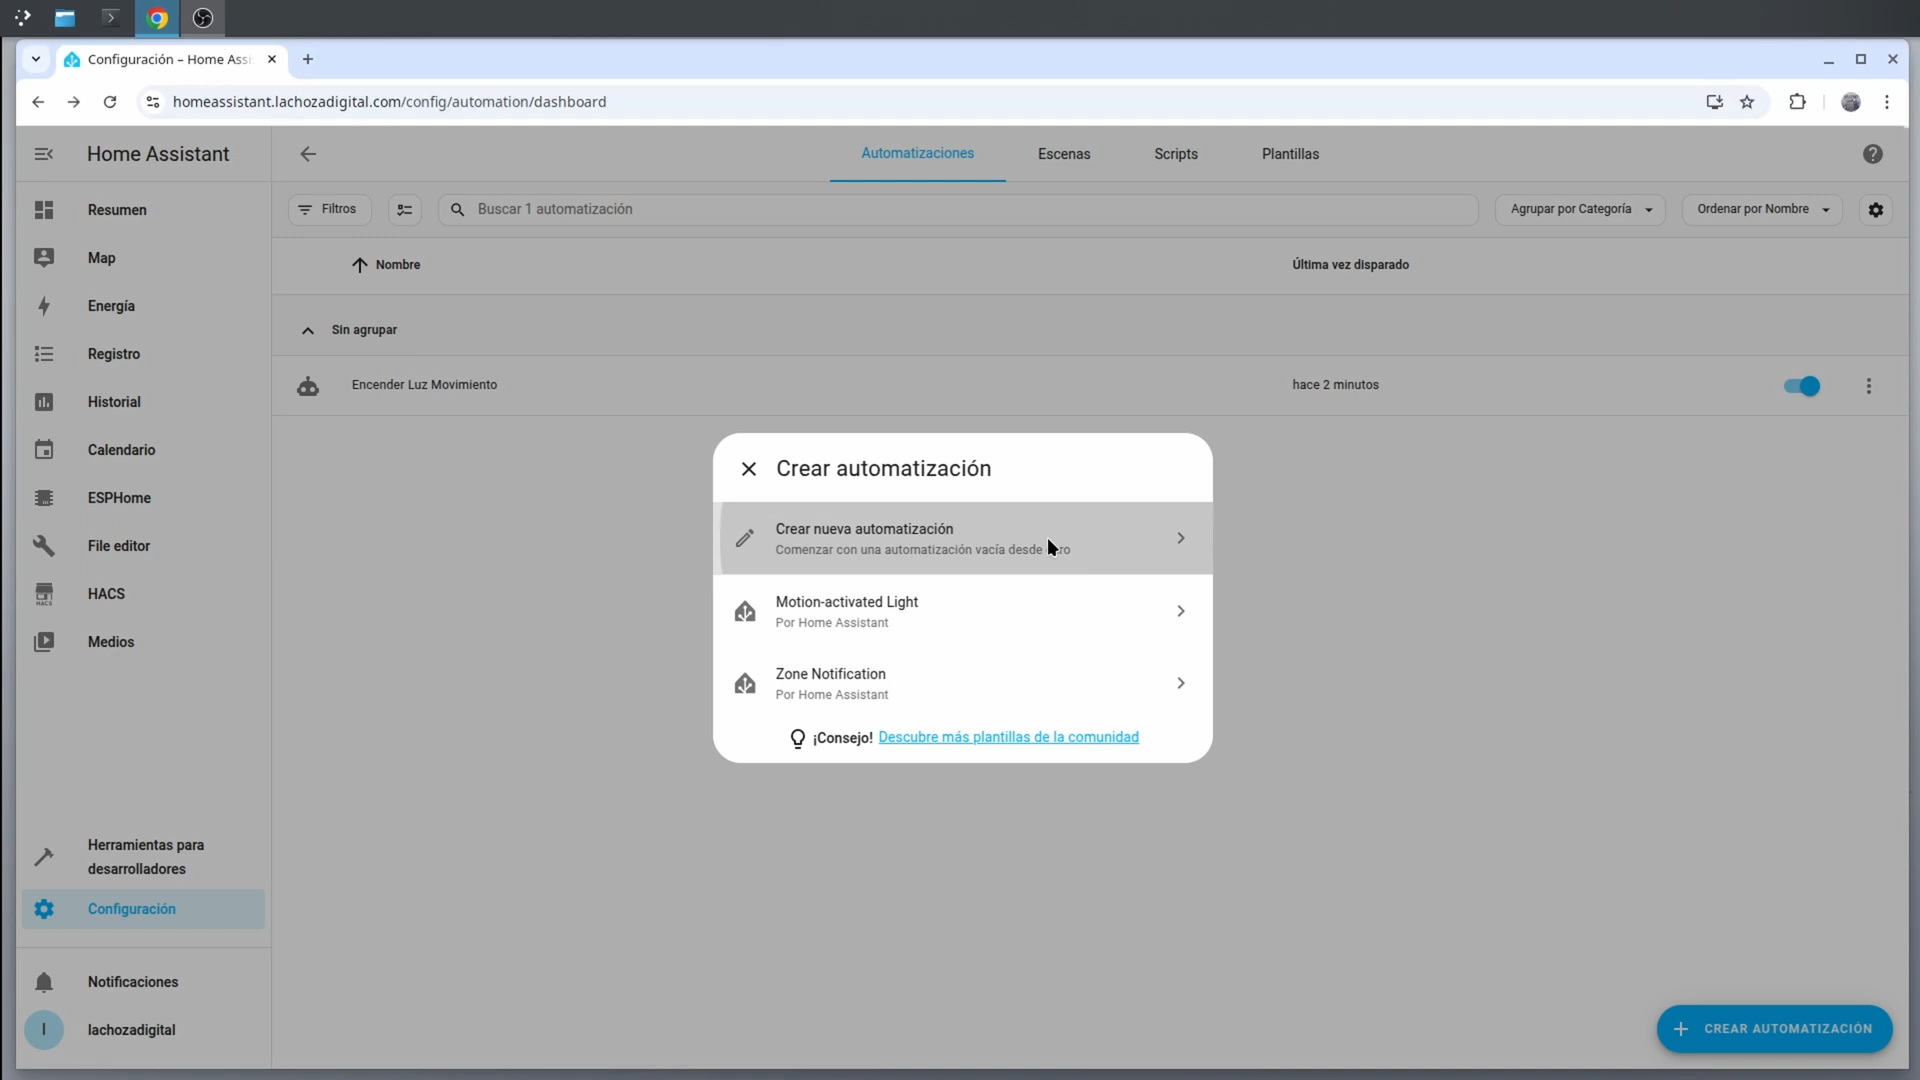 Configuración – Home Assi
homeassistant.lachozadigital.com/config/automation/dashboard
Home Assistant
Automatizaciones
Escenas
Scripts
Plantillas
Resumen
Map
Energía
Registro
Historial
Calendario
ESPHome
File editor
HACS
HACS
Medios
Herramientas para
desarrolladores
Configuración
Notificaciones
l
lachozadigital
Filtros
Buscar 1 automatización
Agrupar por Categoría
Ordenar por Nombre
Nombre
Última vez disparado
Sin agrupar
Encender Luz Movimiento
hace 2 minutos
Crear automatización
Crear nueva automatización
Comenzar con una automatización vacía desde
Motion-activated Light
Por Home Assistant
Zone Notification
Por Home Assistant
¡Consejo! Descubre más plantillas de la comunidad
CREAR AUTOMATIZACIÓN